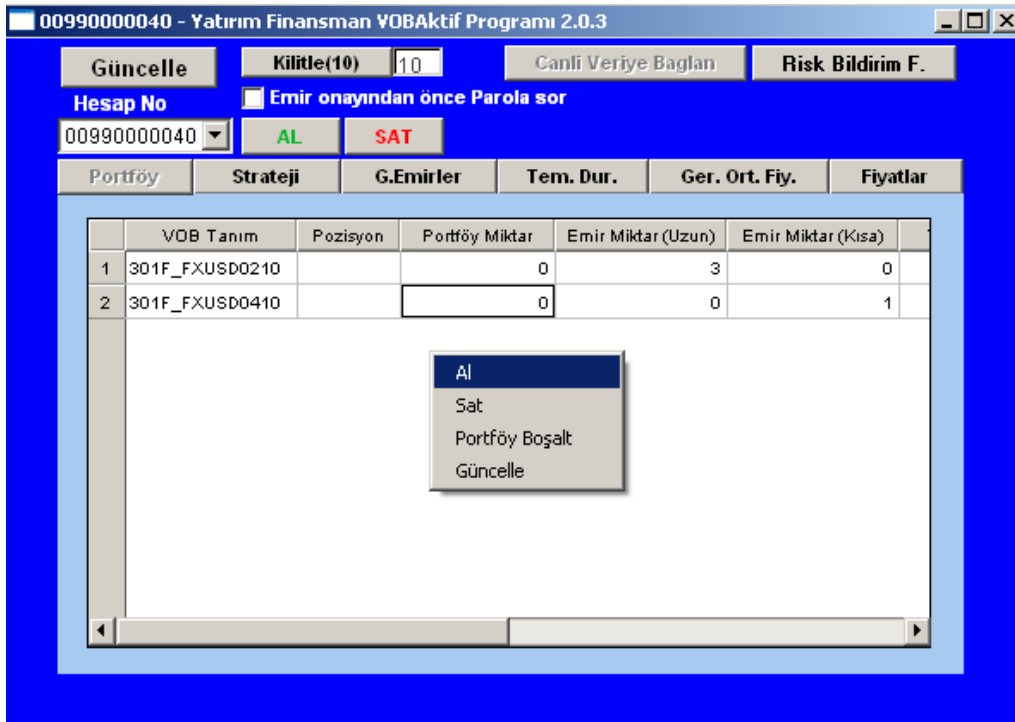 00990000040 - Yatırım Finansman VOBAktif Programı 2.0.3
Güncelle Kilitle(10) 10 Canli Veriye Baglan Risk Bildirim F.
Hesap No Emir onayından önce Parola sor
00990000040 AL SAT
Portföy Strateji G.Emirler Tem. Dur. Ger. Ort. Fiy. Fiyatlar
VOB Tanım Pozisyon Portföy Miktar Emir Miktar (Uzun) Emir Miktar (Kısa)
1 301F_FXUSD0210 0 3 0
2 301F_FXUSD0410 0 0 1
Al
Sat
Portföy Boşalt
Güncelle